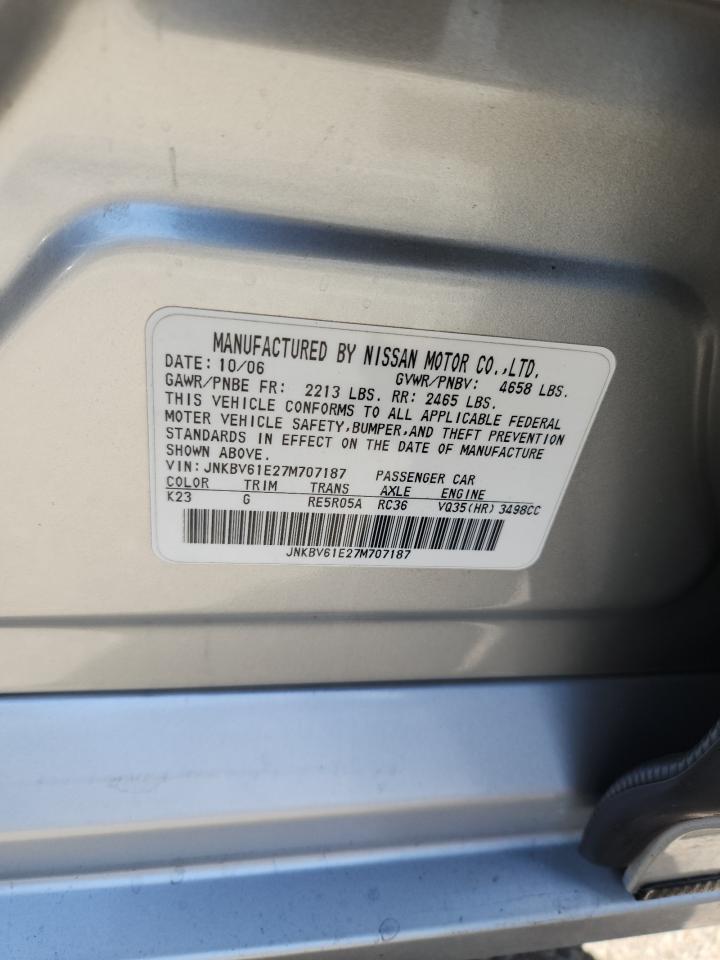 MANUFACTURED BY NISSAN MOTOR CO.,LTD.
DATE: 10/06 GVWR/PNBV: 4658 LBS.
GAWR/PNBE FR: 2213 LBS. RR: 2465 LBS.
THIS VEHICLE CONFORMS TO ALL APPLICABLE FEDERAL
MOTER VEHICLE SAFETY,BUMPER,AND THEFT PREVENTION
STANDARDS IN EFFECT ON THE DATE OF MANUFACTURE
SHOWN ABOVE.
VIN:JNKBV61E27M707187 PASSENGER CAR
COLOR TRIM TRANS AXLE ENGINE
K23 G RE5R05A RC36 VQ35(HR) 3498CC
JNKBV61E27M707187